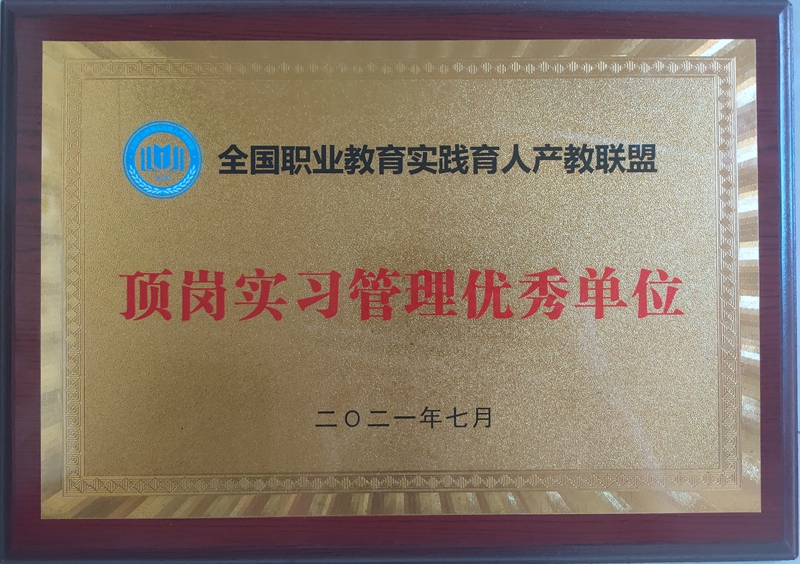 全国职业教育实践育人产教联盟
顶岗实习管理优秀单位
二〇二一年七月